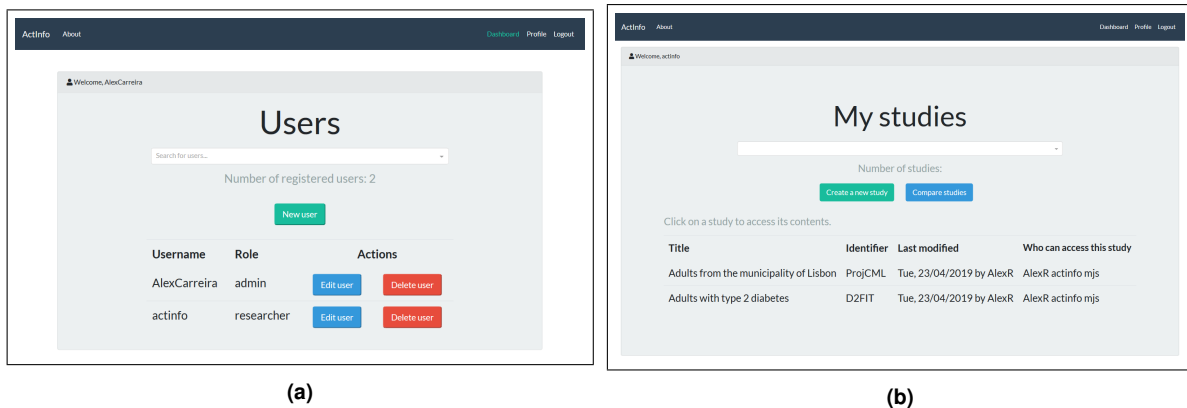 ActInfo About Dashboard Profile Logout
Welcome, AlexCarreira
Users
Search for users...
Number of registered users: 2
New user
Username Role Actions
AlexCarreira admin Edit user Delete user
actinfo researcher Edit user Delete user
(a)
ActInfo About Dashboard Profile Logout
Welcome, actinfo
My studies
Number of studies:
Create a new study Compare studies
Click on a study to access its contents.
Title Identifier Last modified Who can access this study
Adults from the municipality of Lisbon ProjCML Tue, 23/04/2019 by AlexR AlexR actinfo mjs
Adults with type 2 diabetes D2FIT Tue, 23/04/2019 by AlexR AlexR actinfo mjs
(b)